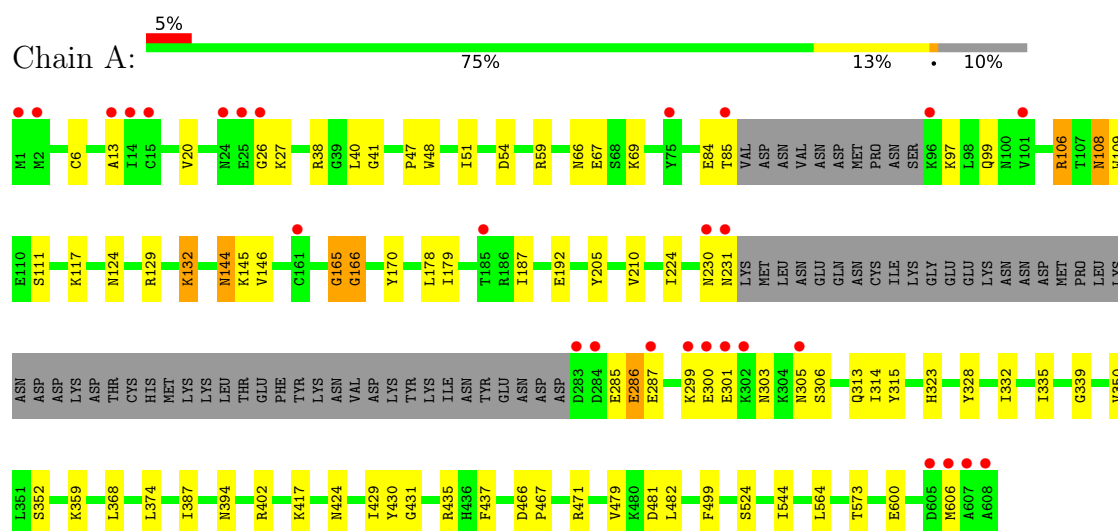 5%
Chain A:
75% 13% • 10%
M1 M2 C6 A13 I14 C15 V20 N24 E25 G26 K27 R38 G39 L40 G41 P47 W48 I51 D54 R59 N66 E67 S68 K69 Y75 E84 T85 VAL ASP ASN VAL ASN ASP MET PRO ASN SER K96 K97 L98 Q99 N100 V101 R106 T107 N108 W109
E110 S111 K117 N124 R129 K132 N144 K145 V146 C161 G165 G166 Y170 L178 I179 T185 R186 I187 E192 Y205 V210 I224 N230 N231 LYS MET LEU ASN GLU GLN ASN CYS ILE LYS GLY GLU GLU LYS ASN ASN ASP MET PRO LEU LYS
ASN ASP ASP LYS ASP THR CYS HIS MET LYS LYS LEU THR GLU PHE TYR LYS ASN VAL ASP LYS TYR LYS ILE ASN TYR GLU ASN ASP ASP D283 D284 E285 E286 E287 K299 E300 E301 K302 N303 K304 N305 S306 Q313 I314 Y315 H323 Y328 I332 I335 G339 V350
L351 S352 K359 L368 L374 I387 N394 R402 K417 N424 I429 Y430 G431 R435 H436 F437 D466 P467 R471 V479 K480 D481 L482 F499 S524 I544 L564 T573 E600 D605 M606 A607 A608